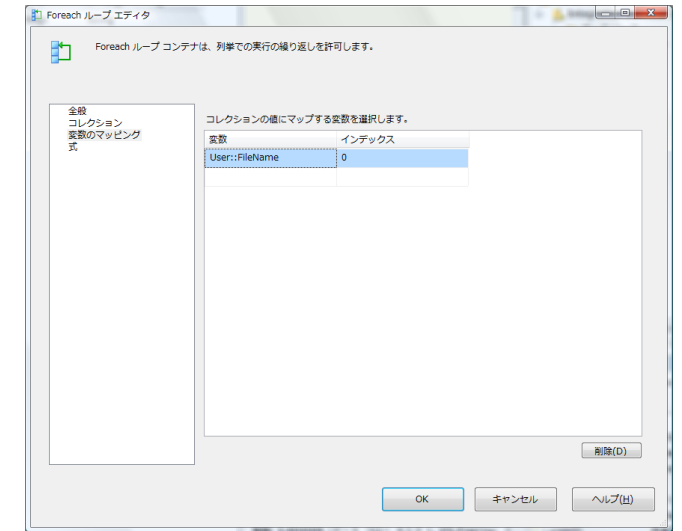 Foreach ループ エディタ
Foreach ループ コンテナは、列挙での実行の繰り返しを許可します。
全般
コレクション
変数のマッピング
式
コレクションの値にマップする変数を選択します。
変数 インデックス
User::FileName 0
削除(D)
OK キャンセル ヘルプ(H)